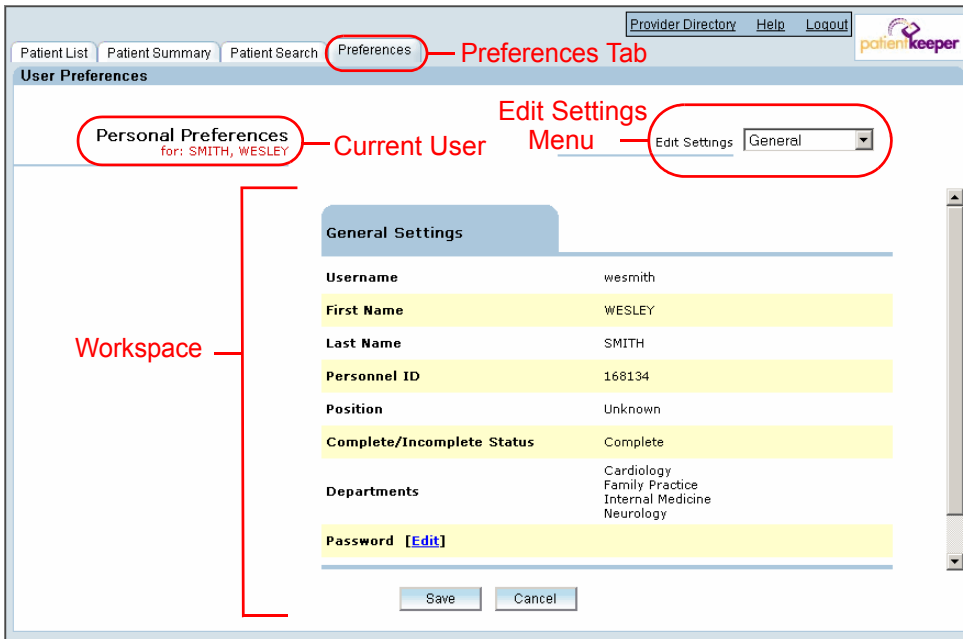 Provider Directory Help Logout
patientkeeper
Patient List Patient Summary Patient Search Preferences
Preferences Tab
User Preferences
Personal Preferences
for: SMITH, WESLEY
Current User
Edit Settings
Menu
Edit Settings General
Workspace
General Settings
Username wesmith
First Name WESLEY
Last Name SMITH
Personnel ID 168134
Position Unknown
Complete/Incomplete Status Complete
Departments
Cardiology
Family Practice
Internal Medicine
Neurology
Password [Edit]
Save Cancel